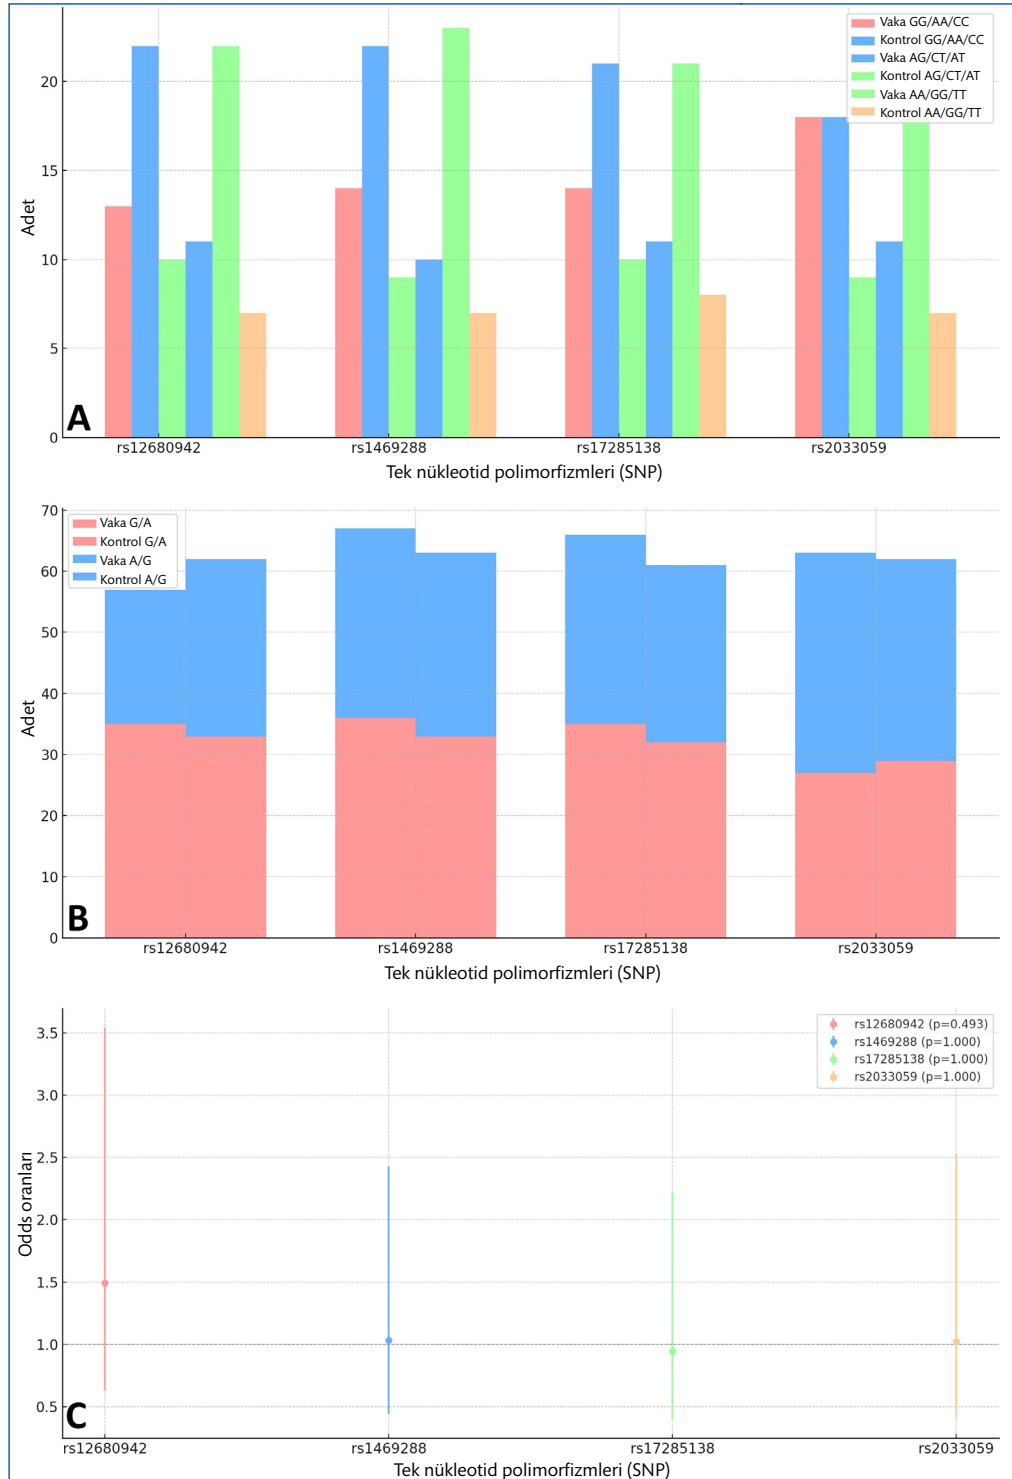 Vaka GG/AA/CC
Kontrol GG/AA/CC
Vaka AG/CT/AT
Kontrol AG/CT/AT
Vaka AA/GG/TT
Kontrol AA/GG/TT
20
15
10
5
0
Adet
A
rs12680942 rs1469288 rs17285138 rs2033059
Tek nükleotid polimorfizmleri (SNP)
Vaka G/A
Kontrol G/A
Vaka A/G
Kontrol A/G
70
60
50
40
30
20
10
0
Adet
B
rs12680942 rs1469288 rs17285138 rs2033059
Tek nükleotid polimorfizmleri (SNP)
rs12680942 (p=0.493)
rs1469288 (p=1.000)
rs17285138 (p=1.000)
rs2033059 (p=1.000)
3.5
3.0
2.5
2.0
1.5
1.0
0.5
Odds oranları
C
rs12680942 rs1469288 rs17285138 rs2033059
Tek nükleotid polimorfizmleri (SNP)